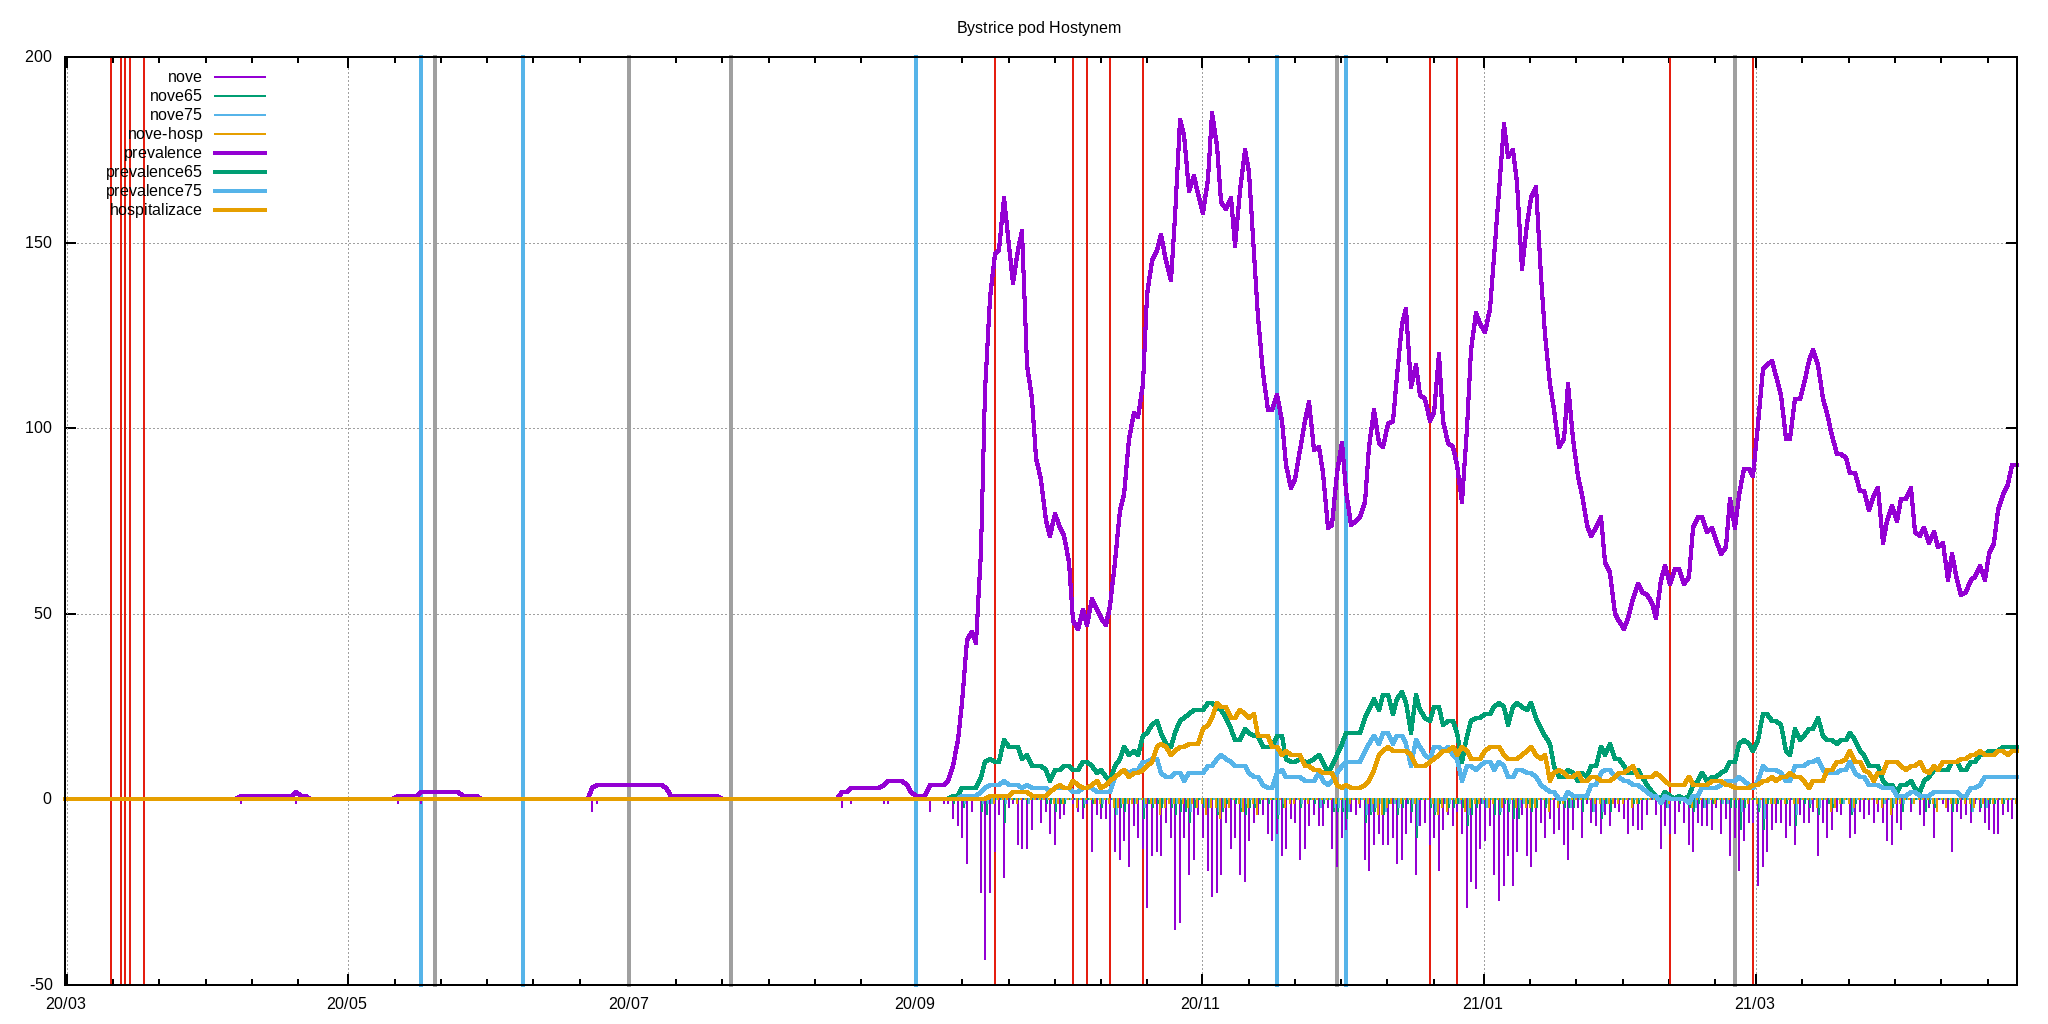 Bystrice pod Hostynem
200
150
100
50
0
-50
nove
nove65
nove75
nove-hosp
prevalence
prevalence65
prevalence75
hospitalizace
20/03 20/05 20/07 20/09 20/11 21/01 21/03